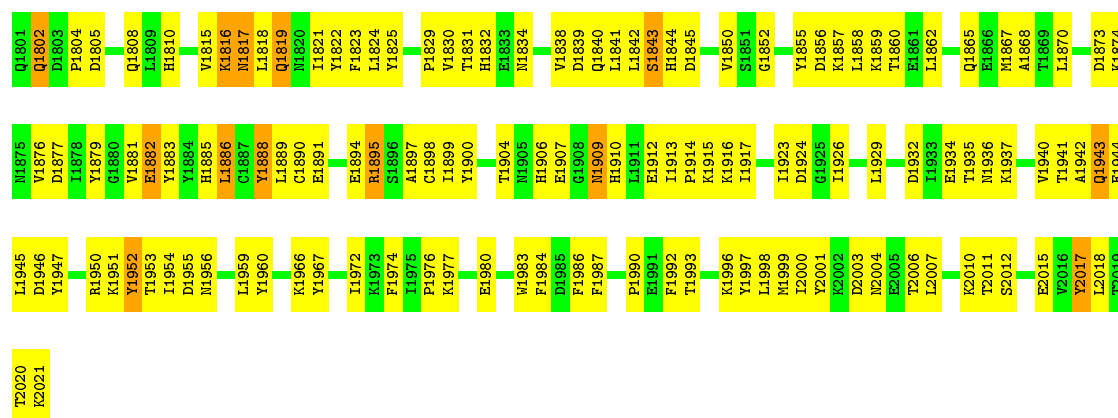 Q1801 Q1802 D1803 P1804 D1805 Q1808 L1809 H1810 V1815 K1816 N1817 L1818 Q1819 N1820 I1821 Y1822 F1823 L1824 Y1825 P1829 V1830 T1831 H1832 E1833 N1834 V1838 D1839 Q1840 L1841 L1842 S1843 H1844 D1845 V1850 S1851 G1852 Y1855 D1856 K1857 L1858 K1859 T1860 E1861 L1862 Q1865 E1866 M1867 A1868 T1869 L1870 D1873 K1874
N1875 V1876 D1877 I1878 Y1879 G1880 V1881 E1882 Y1883 Y1884 H1885 L1886 C1887 Y1888 L1889 C1890 E1891 E1894 R1895 S1896 A1897 C1898 I1899 Y1900 T1904 N1905 H1906 E1907 G1908 N1909 H1910 L1911 E1912 I1913 P1914 K1915 K1916 I1917 I1923 D1924 G1925 I1926 L1929 D1932 I1933 E1934 T1935 N1936 K1937 V1940 T1941 A1942 Q1943 E1944
L1945 D1946 Y1947 R1950 K1951 Y1952 T1953 I1954 D1955 N1956 L1959 Y1960 K1966 Y1967 I1972 K1973 F1974 I1975 P1976 K1977 E1980 W1983 F1984 D1985 F1986 F1987 P1990 E1991 F1992 T1993 K1996 Y1997 L1998 M1999 I2000 Y2001 K2002 D2003 N2004 E2005 T2006 L2007 K2010 T2011 S2012 E2015 V2016 Y2017 L2018 T2019
T2020 K2021